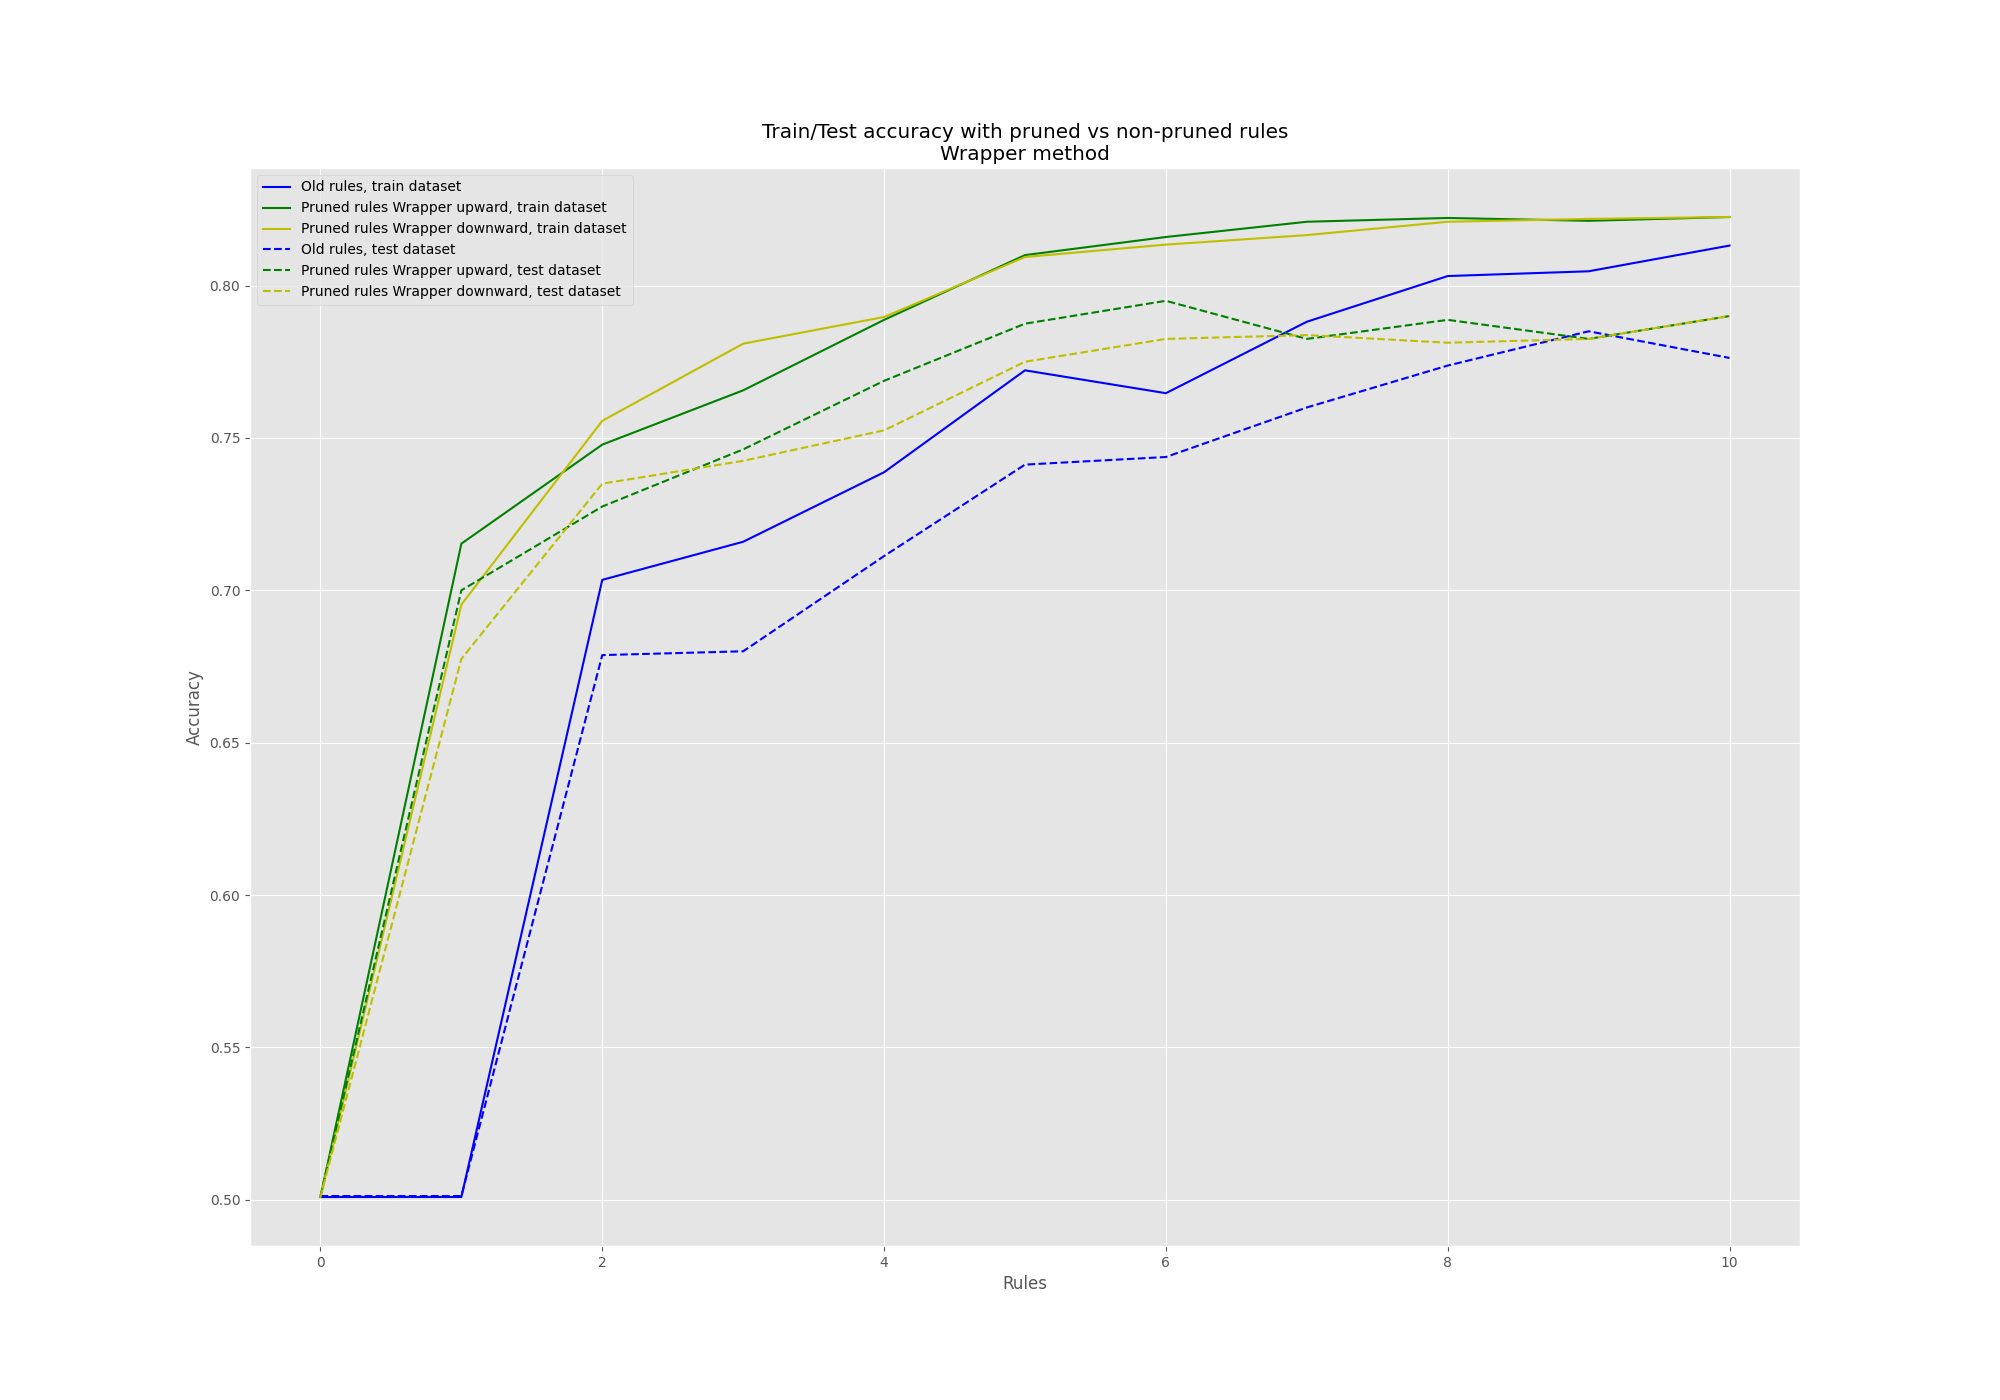 Train/Test accuracy with pruned vs non-pruned rules
Wrapper method
Old rules, train dataset
Pruned rules Wrapper upward, train dataset
Pruned rules Wrapper downward, train dataset
Old rules, test dataset
Pruned rules Wrapper upward, test dataset
Pruned rules Wrapper downward, test dataset
0.80
0.75
0.70
0.65
0.60
0.55
0.50
Accuracy
0 2 4 6 8 10
Rules